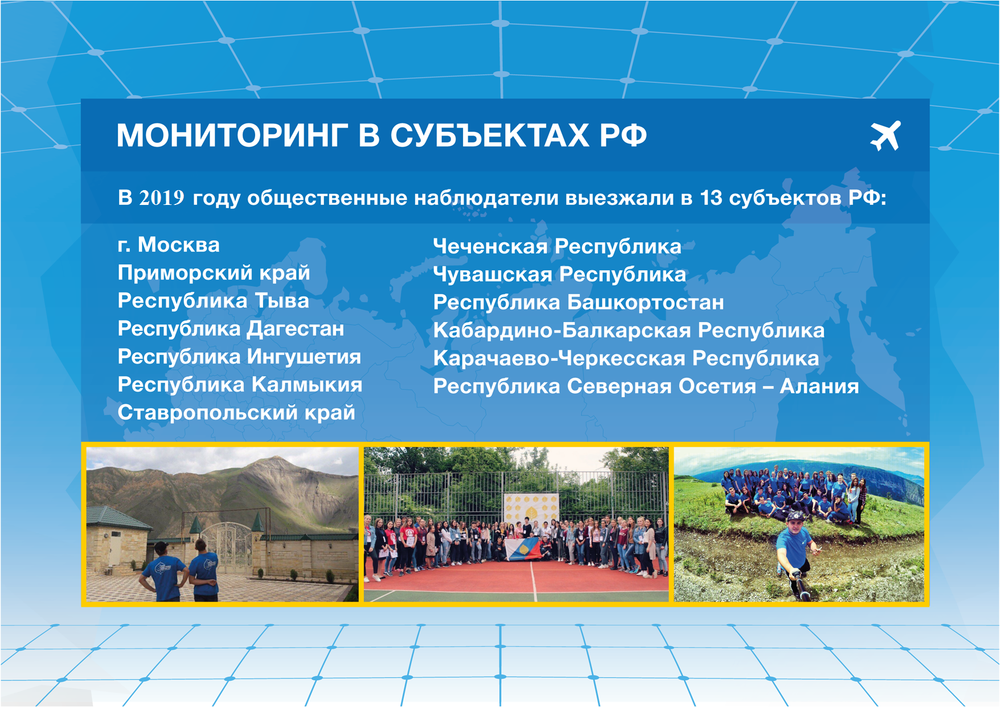 МОНИТОРИНГ В СУБЪЕКТАХ РФ
В 2019 году общественные наблюдатели выезжали в 13 субъектов РФ:
г. Москва
Приморский край
Республика Тыва
Республика Дагестан
Республика Ингушетия
Республика Калмыкия
Ставропольский край
Чеченская Республика
Чувашская Республика
Республика Башкортостан
Кабардино-Балкарская Республика
Карачаево-Черкесская Республика
Республика Северная Осетия – Алания